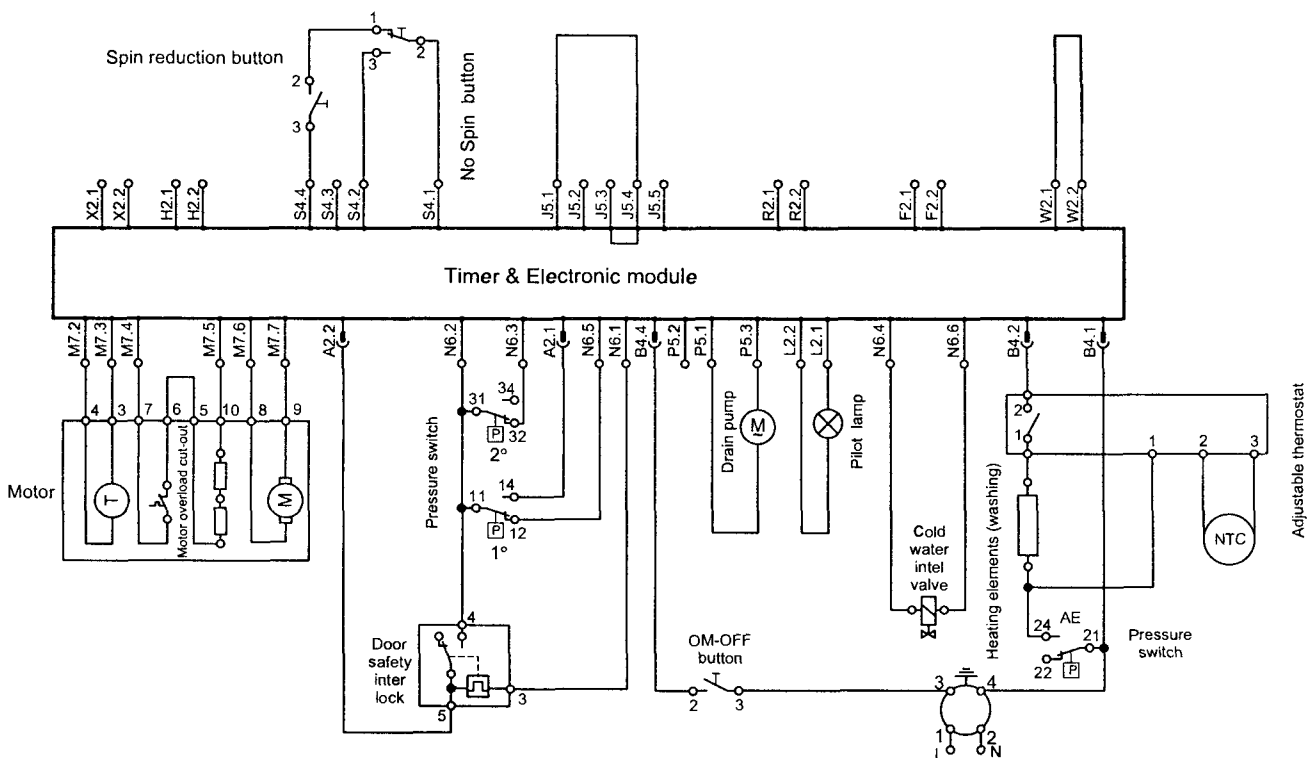 1
Spin reduction button
2
3
2
3
No Spin button
X2.1
X2.2
H2.1
H2.2
S4.4
S4.3
S4.2
S4.1
J5.1
J5.2
J5.3
J5.4
J5.5
R2.1
R2.2
F2.1
F2.2
W2.1
W2.2
Timer & Electronic module
M7.2
M7.3
M7.4
M7.5
M7.6
M7.7
A2.2
N6.2
N6.3
A2.1
N6.5
N6.1
B4.4
P5.2
P5.1
P5.3
L2.2
L2.1
N6.4
N6.6
B4.2
B4.1
4
3
7
6
5
10
8
9
Motor
T
Motor overload cut-out
M
Pressure switch
31
34
32
P
2°
11
14
12
P
1°
Drain pump
M
~
Pilot lamp
2
1
1
2
3
NTC
Adjustable thermostat
Heating elements (washing)
Cold
water
intel
valve
4
Door
safety
inter
lock
3
5
OM-OFF
button
2
3
3
4
1
2
L
N
24
AE
21
22
P
Pressure
switch